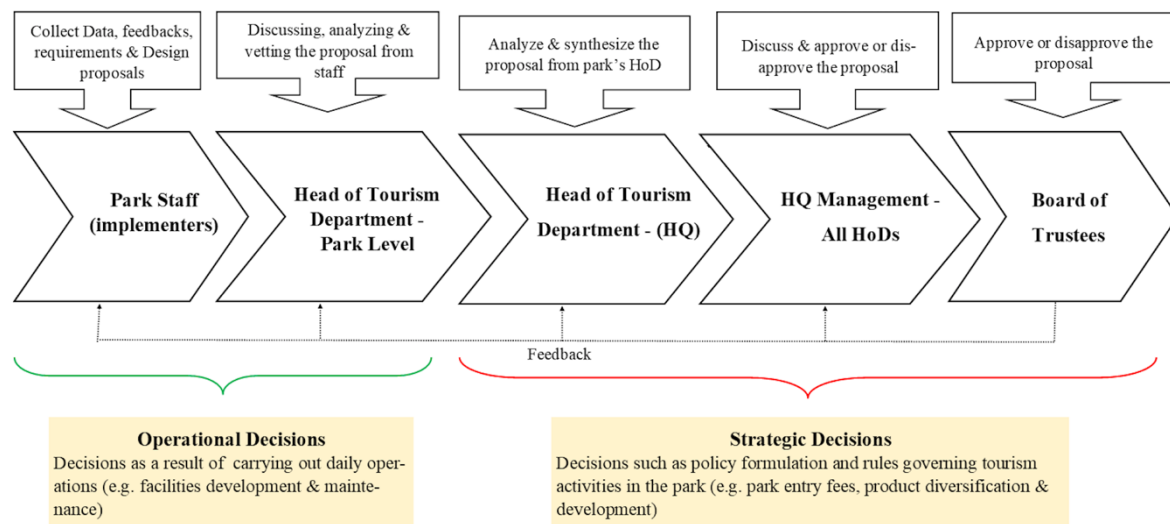 Collect Data, feedbacks,
requirements & Design
proposals
Discussing, analyzing &
vetting the proposal from
staff
Analyze & synthesize the
proposal from park's HoD
Discuss & approve or dis-
approve the proposal
Approve or disapprove the
proposal
Park Staff
(implementers)
Head of Tourism
Department -
Park Level
Head of Tourism
Department - (HQ)
HQ Management -
All HoDs
Board of
Trustees
Feedback
Operational Decisions
Decisions as a result of carrying out daily oper-
ations (e.g. facilities development & mainte-
nance)
Strategic Decisions
Decisions such as policy formulation and rules governing tourism
activities in the park (e.g. park entry fees, product diversification &
development)